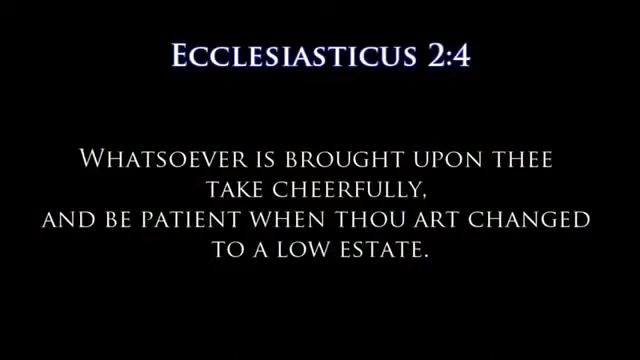 Ecclesiasticus 2:4
Whatsoever is brought upon thee
take cheerfully,
and be patient when thou art changed
to a low estate.